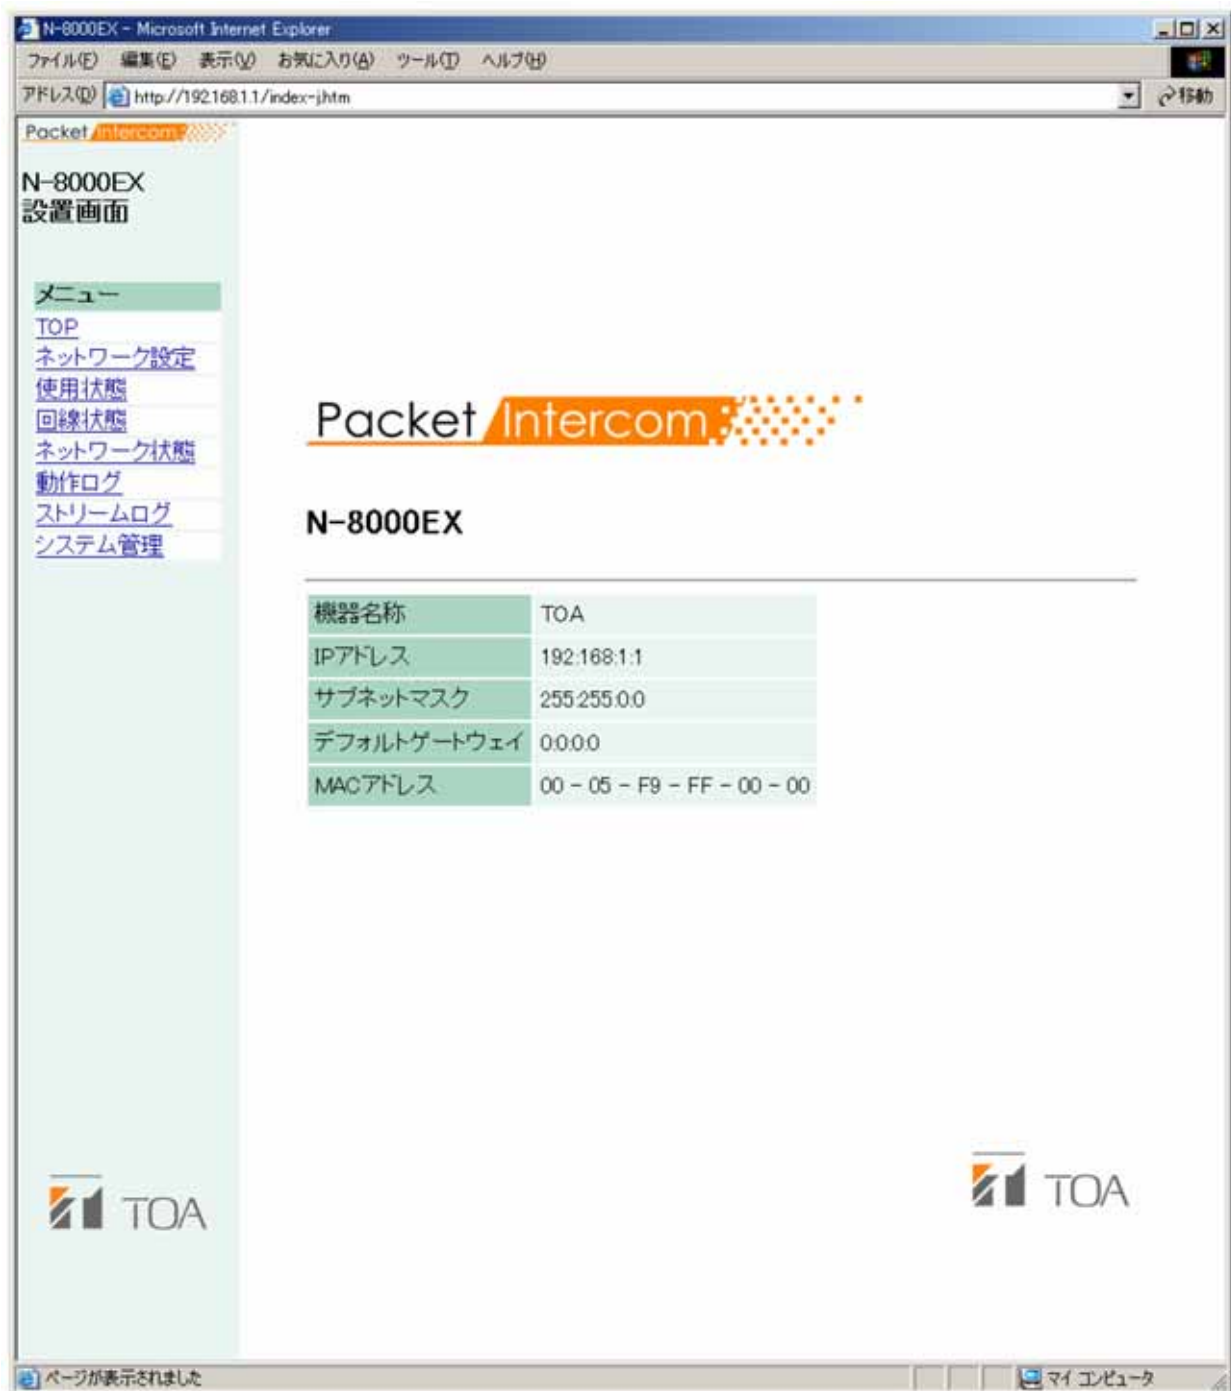 N-8000EX - Microsoft Internet Explorer
ファイル(F) 編集(E) 表示(V) お気に入り(A) ツール(T) ヘルプ(H)
アドレス(D) http://192.168.1.1/index-j.htm 移動
Packet Intercom
N-8000EX
設置画面
メニュー
TOP
ネットワーク設定
使用状態
回線状態
ネットワーク状態
動作ログ
ストリームログ
システム管理
Packet Intercom
N-8000EX
機器名称 TOA
IPアドレス 192:168:1:1
サブネットマスク 255:255:0:0
デフォルトゲートウェイ 0:0:0:0
MACアドレス 00 - 05 - F9 - FF - 00 - 00
TOA
TOA
ページが表示されました マイ コンピュータ